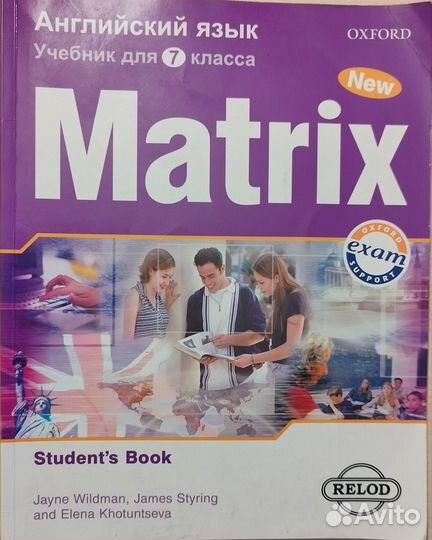 Английский язык
OXFORD
Учебник для 7 класса
New
Matrix
OXFORD
exam
SUPPORT
Student's Book
Jayne Wildman, James Styring
and Elena Khotuntseva
RELOD
Avito